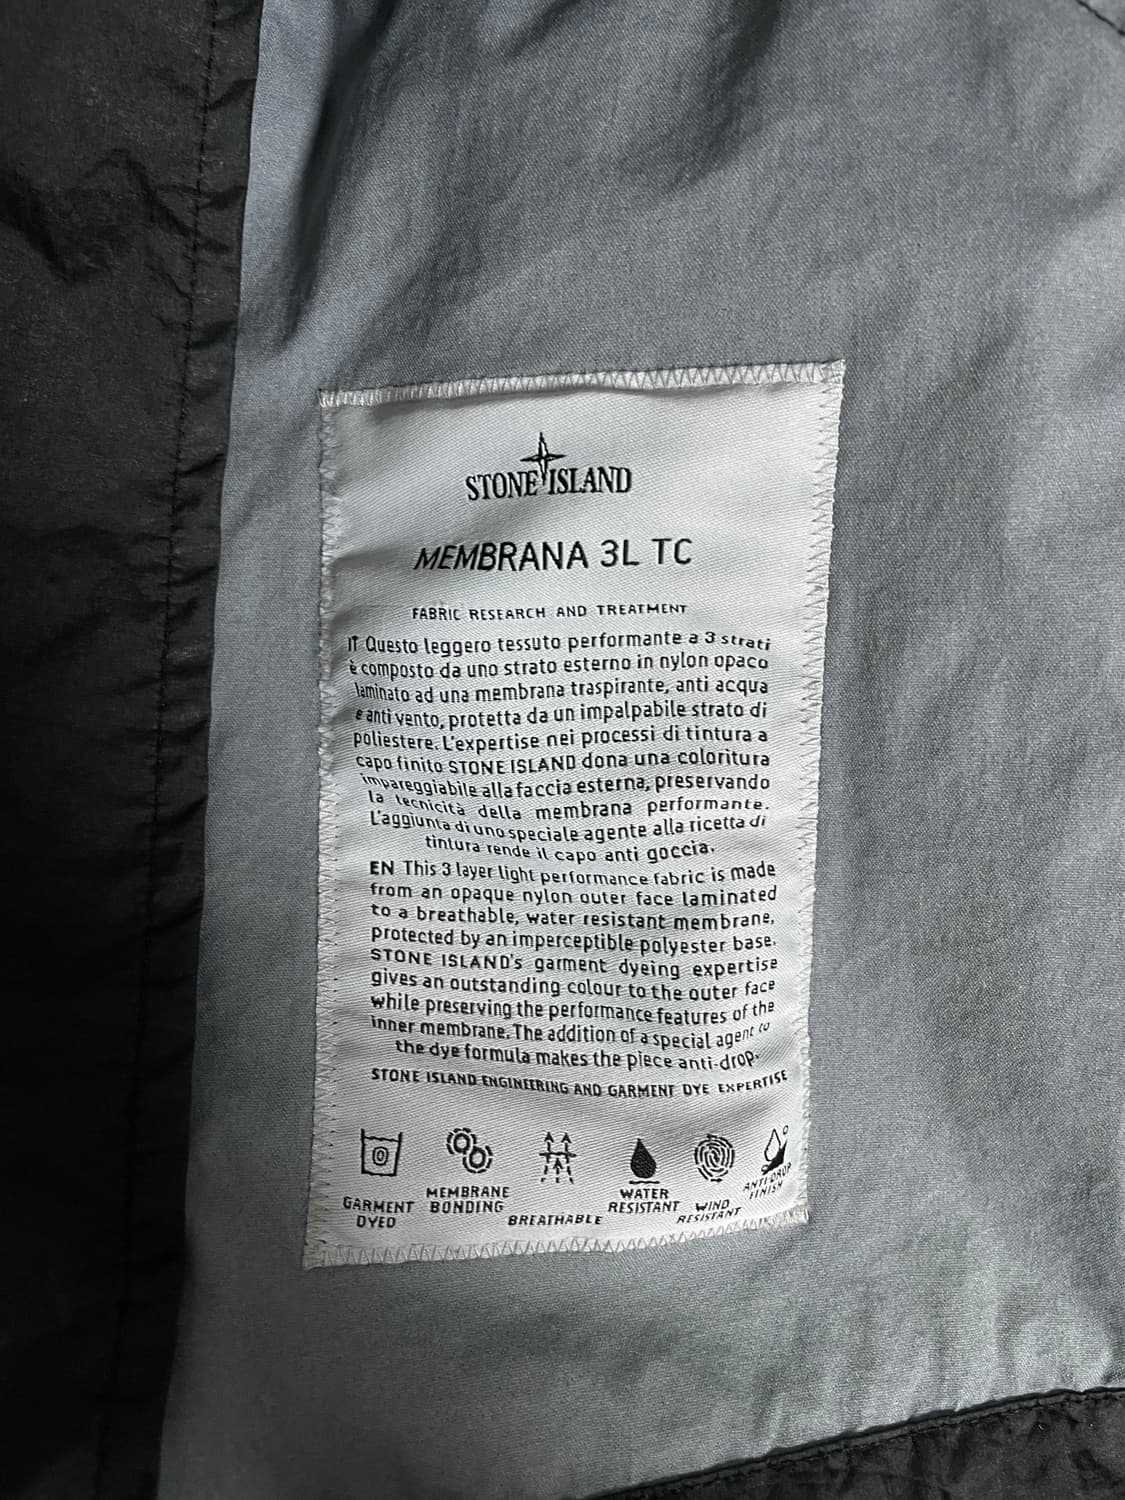 STONE ISLAND
MEMBRANA 3L TC
FABRIC RESEARCH AND TREATMENT
IT Questo leggero tessuto performante a 3 strati
è composto da uno strato esterno in nylon opaco
laminato ad una membrana traspirante, anti acqua
e anti vento, protetta da un impalpabile strato di
poliestere. L'expertise nei processi di tintura a
capo finito STONE ISLAND dona una coloritura
impareggiabile alla faccia esterna, preservando
la tecnicità della membrana performante.
L'aggiunta di uno speciale agente alla ricetta di
tintura rende il capo anti goccia.
EN This 3 layer light performance fabric is made
from an opaque nylon outer face laminated
to a breathable, water resistant membrane,
protected by an imperceptible polyester base.
STONE ISLAND's garment dyeing expertise
gives an outstanding colour to the outer face
while preserving the performance features of the
inner membrane. The addition of a special agent to
the dye formula makes the piece anti-drop.
STONE ISLAND ENGINEERING AND GARMENT DYE EXPERTISE
GARMENT
DYED
MEMBRANE
BONDING
BREATHABLE
WATER
RESISTANT
WIND
RESISTANT
ANTI-DROP
FINISH